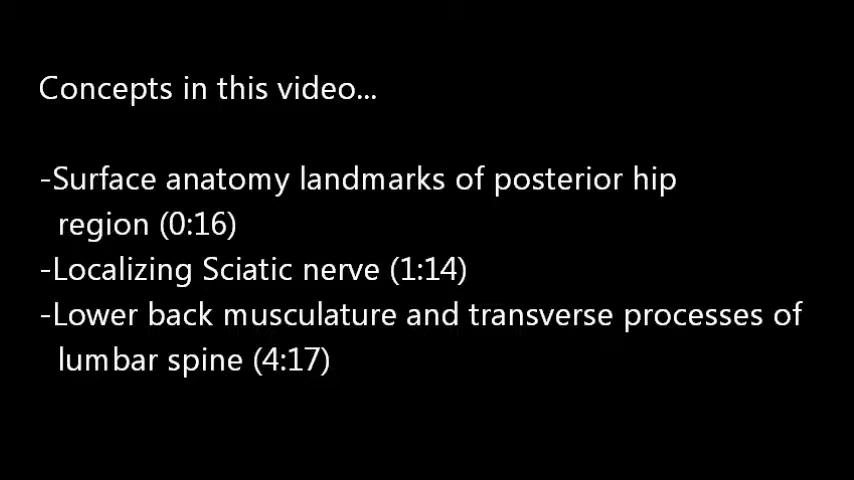 Concepts in this video...
-Surface anatomy landmarks of posterior hip
region (0:16)
-Localizing Sciatic nerve (1:14)
-Lower back musculature and transverse processes of
lumbar spine (4:17)